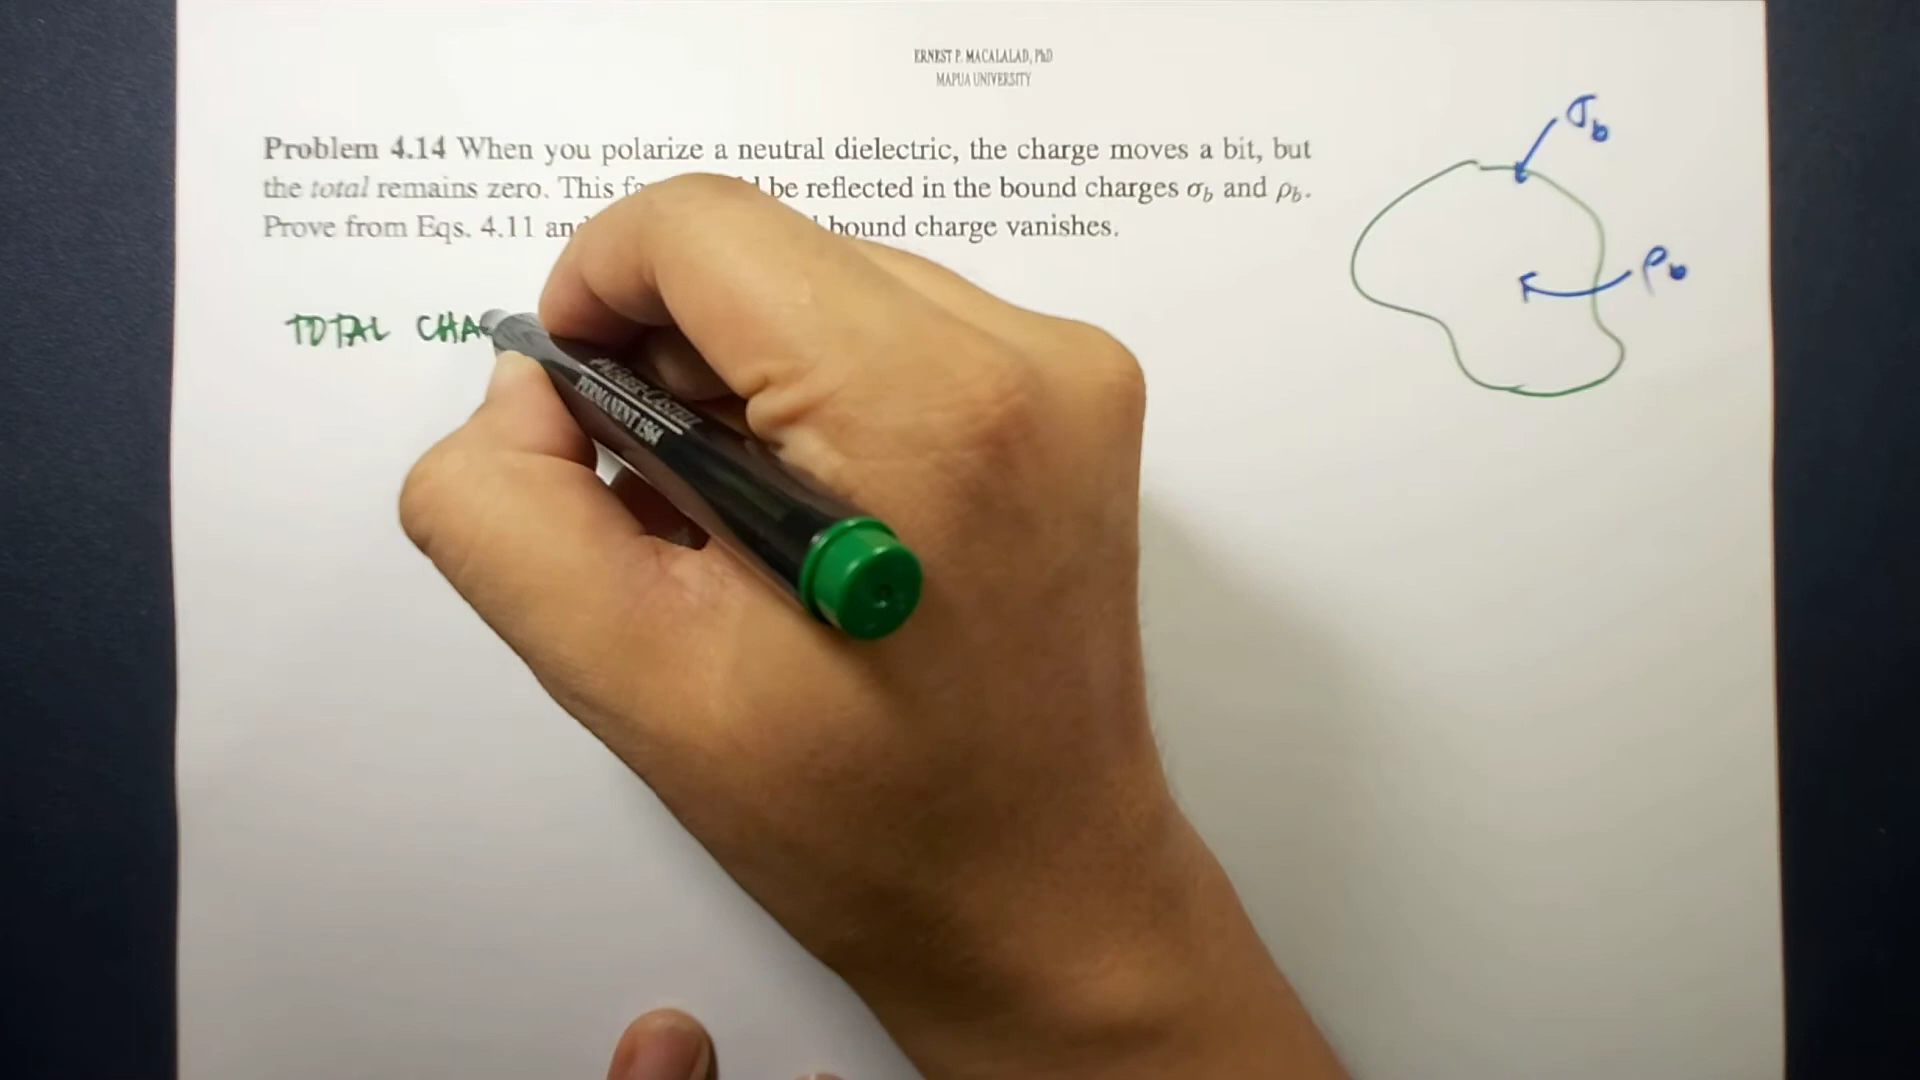 ERNEST P. MACALALAD, PhD
MAPUA UNIVERSITY
Problem 4.14 When you polarize a neutral dielectric, the charge moves a bit, but
the total remains zero. This be reflected in the bound charges σb and ρb.
Prove from Eqs. 4.11 bound charge vanishes.
σb
ρb
TOTAL CHA
PERMANENT 1564